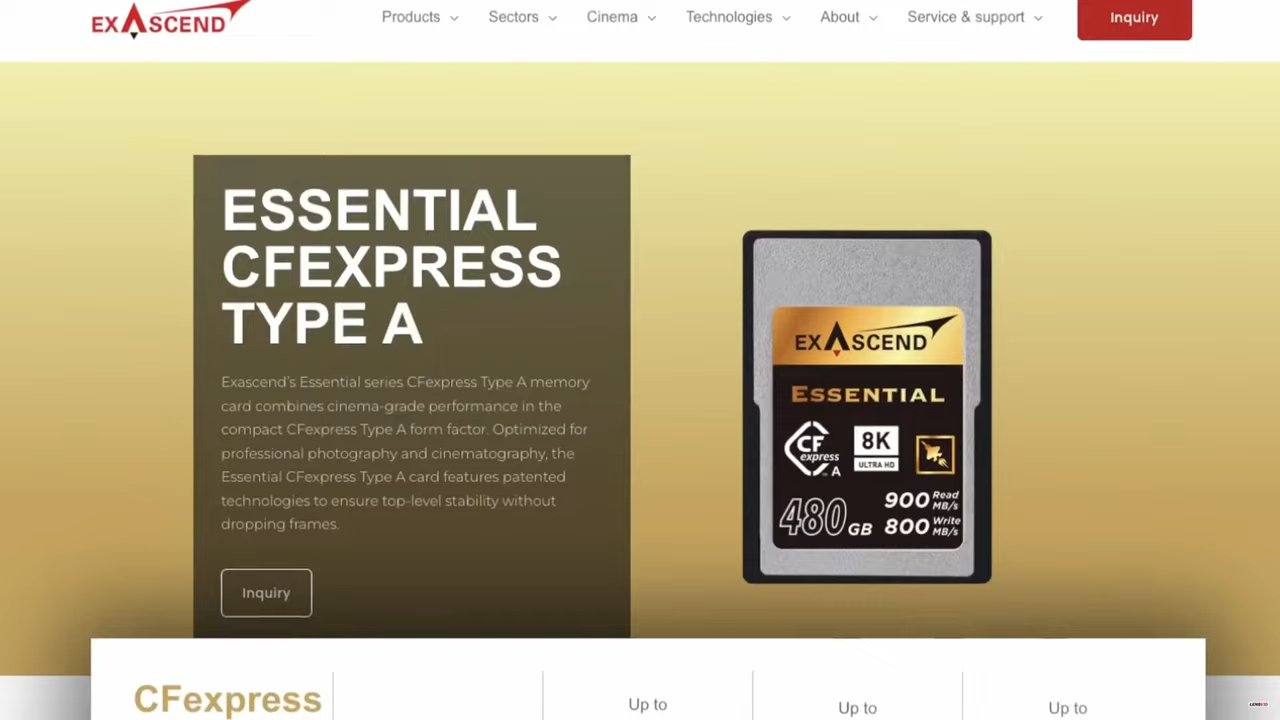 EXASCEND
Products
Sectors
Cinema
Technologies
About
Service & support
Inquiry
ESSENTIAL
CFEXPRESS
TYPE A
Exascend's Essential series CFexpress Type A memory
card combines cinema-grade performance in the
compact CFexpress Type A form factor. Optimized for
professional photography and cinematography, the
Essential CFexpress Type A card features patented
technologies to ensure top-level stability without
dropping frames.
Inquiry
EXASCEND
ESSENTIAL
CF
express
A
8K
ULTRA HD
480 GB
900 Read MB/s
800 Write MB/s
CFexpress
Up to
Up to
Up to